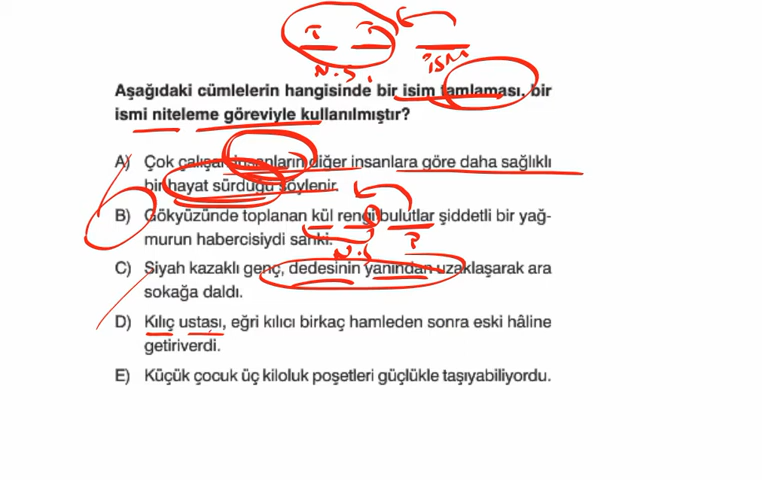 T T
N.S. isim
Aşağıdaki cümlelerin hangisinde bir isim tamlaması, bir
ismi niteleme göreviyle kullanılmıştır?
A) Çok çalışan insanların diğer insanlara göre daha sağlıklı
bir hayat sürdüğü söylenir.
B) Gökyüzünde toplanan kül rengi bulutlar şiddetli bir yağ-
murun habercisiydi sanki.
N.S
C) Siyah kazaklı genç, dedesinin yanından uzaklaşarak ara
sokağa daldı.
D) Kılıç ustası, eğri kılıcı birkaç hamleden sonra eski hâline
getiriverdi.
E) Küçük çocuk üç kiloluk poşetleri güçlükle taşıyabiliyordu.